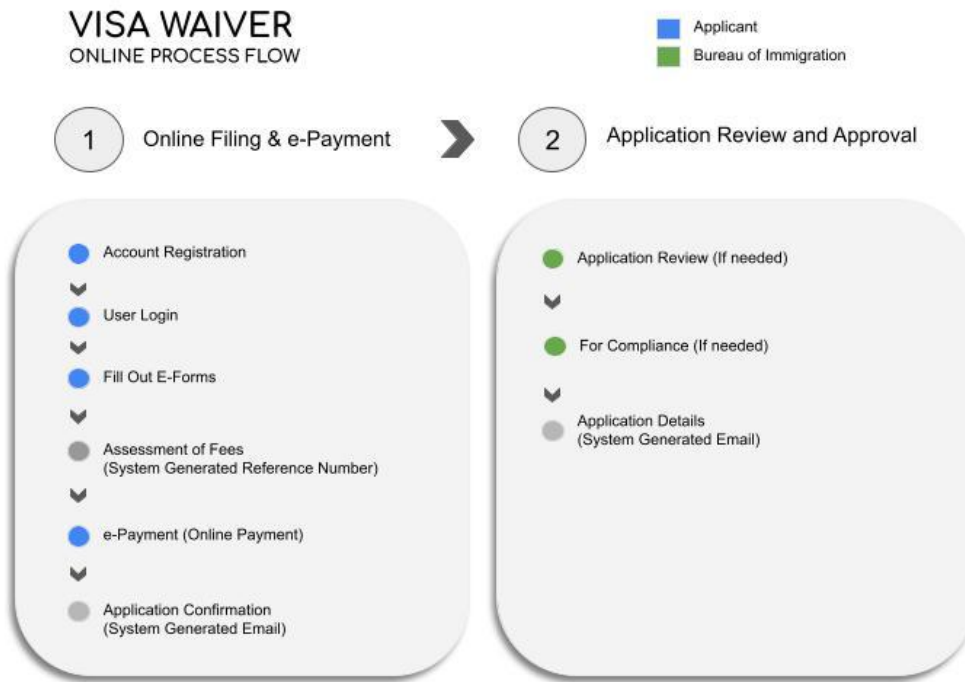 VISA WAIVER
ONLINE PROCESS FLOW
Applicant
Bureau of Immigration
1
Online Filing & e-Payment
2
Application Review and Approval
Account Registration
User Login
Fill Out E-Forms
Assessment of Fees
(System Generated Reference Number)
e-Payment (Online Payment)
Application Confirmation
(System Generated Email)
Application Review (If needed)
For Compliance (If needed)
Application Details
(System Generated Email)